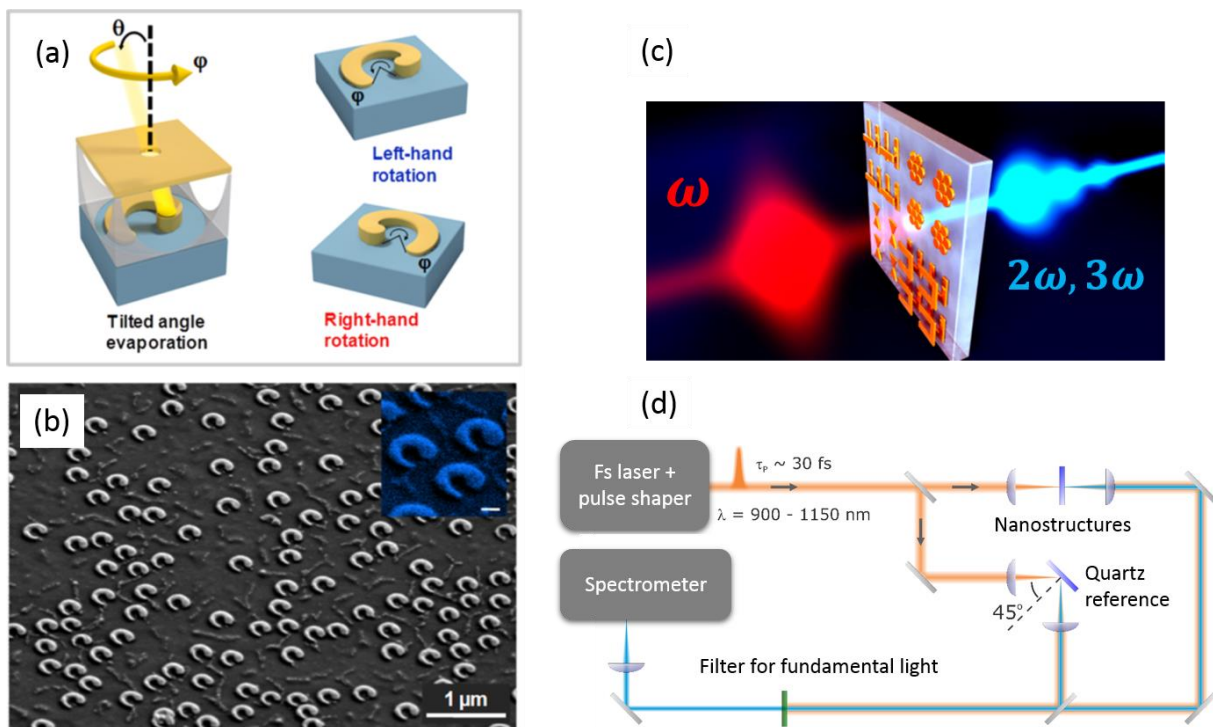 (a)
θ
φ
φ
Left-hand
rotation
φ
Tilted angle
evaporation
Right-hand
rotation
(b)
1 µm
(c)
ω
2ω, 3ω
(d)
Fs laser +
pulse shaper
τP ~ 30 fs
λ = 900 - 1150 nm
Nanostructures
Spectrometer
Quartz
reference
45°
Filter for fundamental light